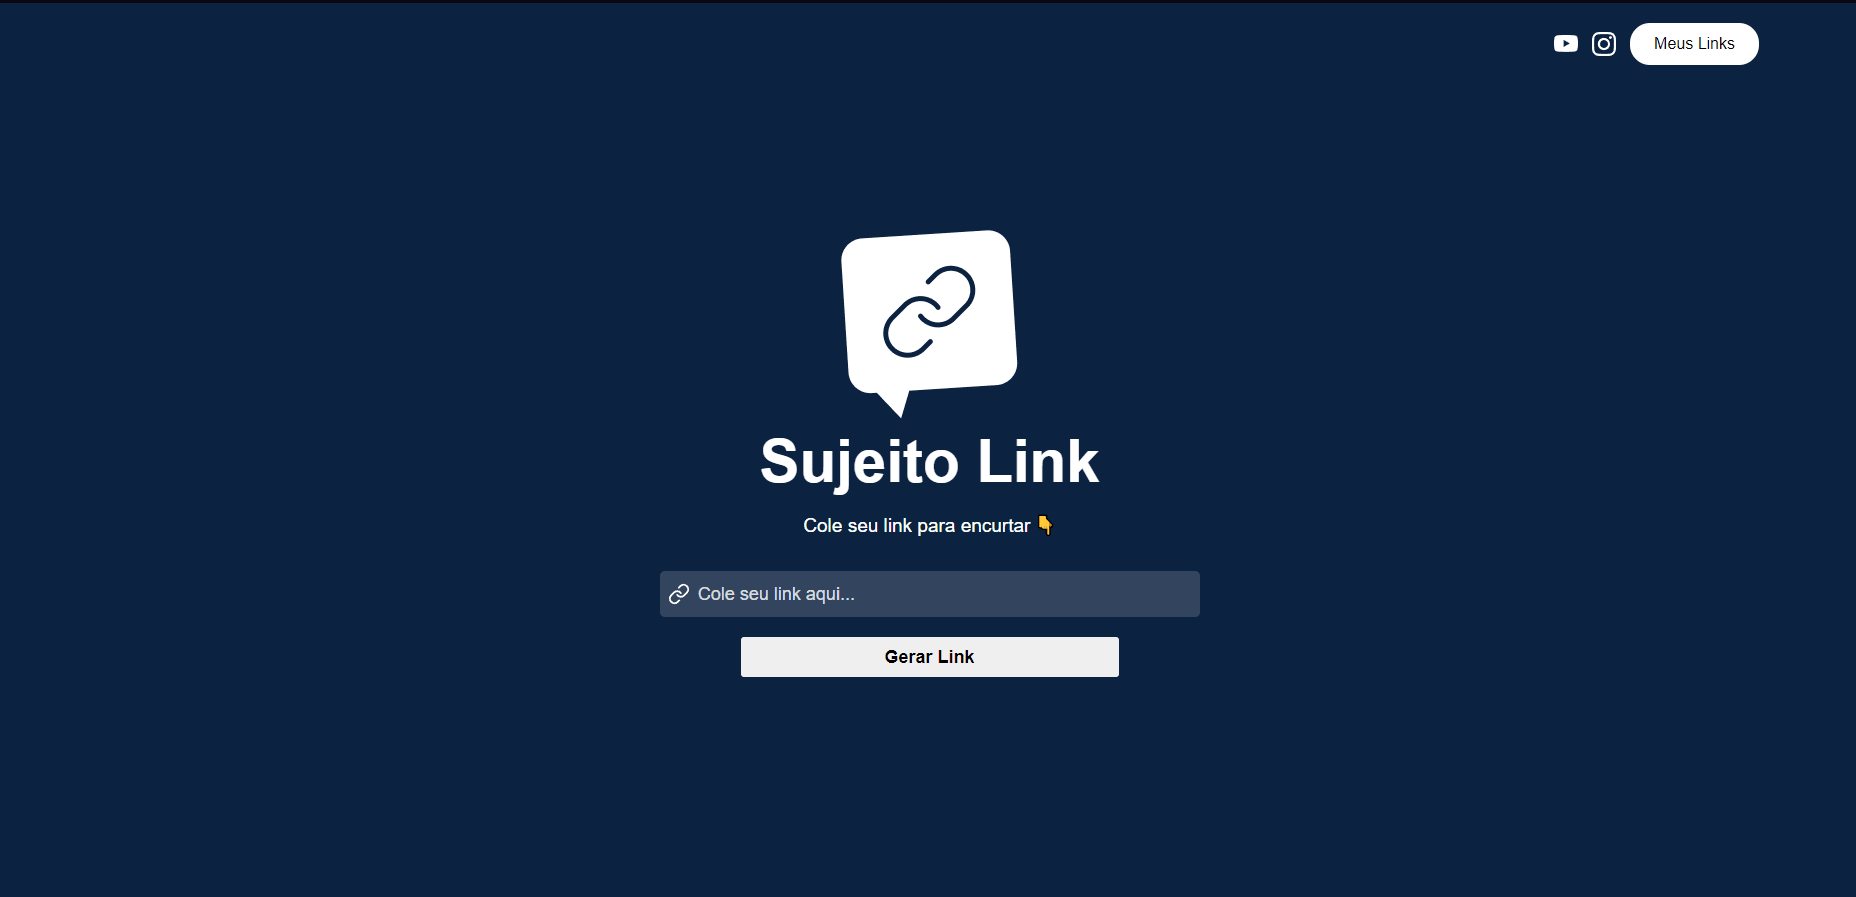 Meus Links
Sujeito Link
Cole seu link para encurtar 👇
Cole seu link aqui...
Gerar Link